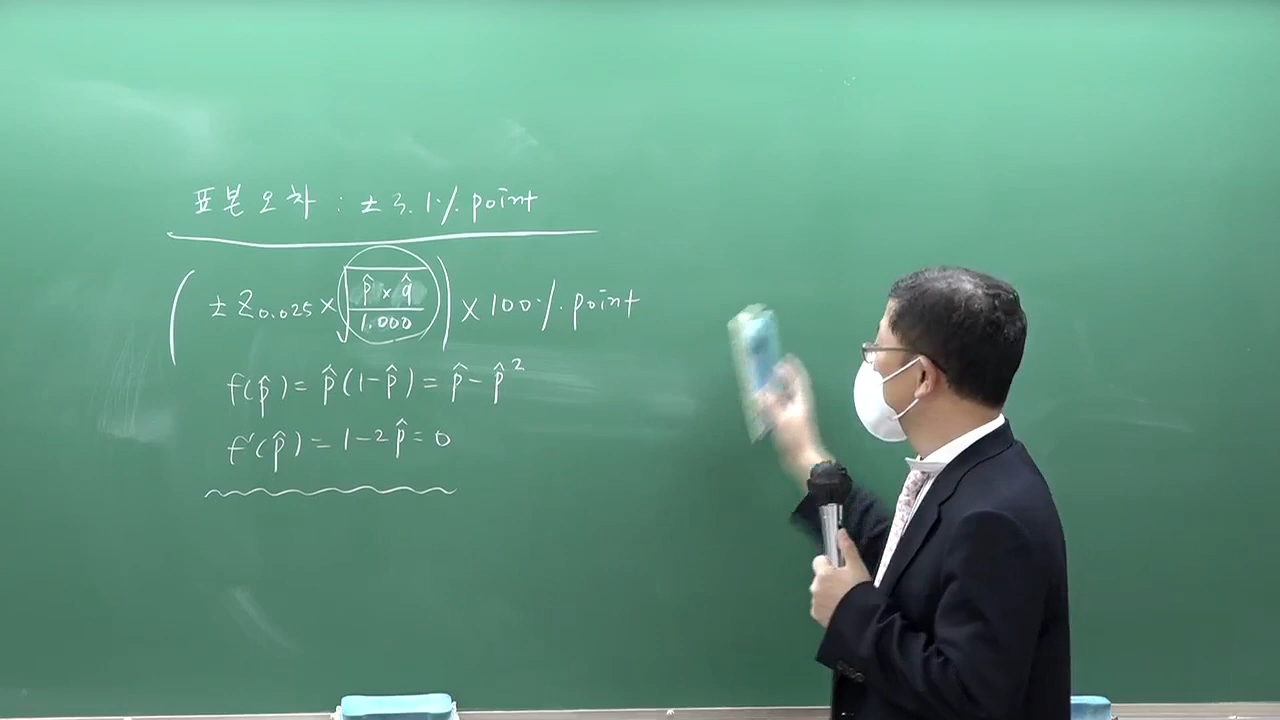 표본오차 : ± 3.1% point
( ± Z0.025 × √(p̂ × q̂ / 1.000) ) × 100% point
f(p̂) = p̂(1-p̂) = p̂ - p̂²
f'(p̂) = 1-2p̂ = 0